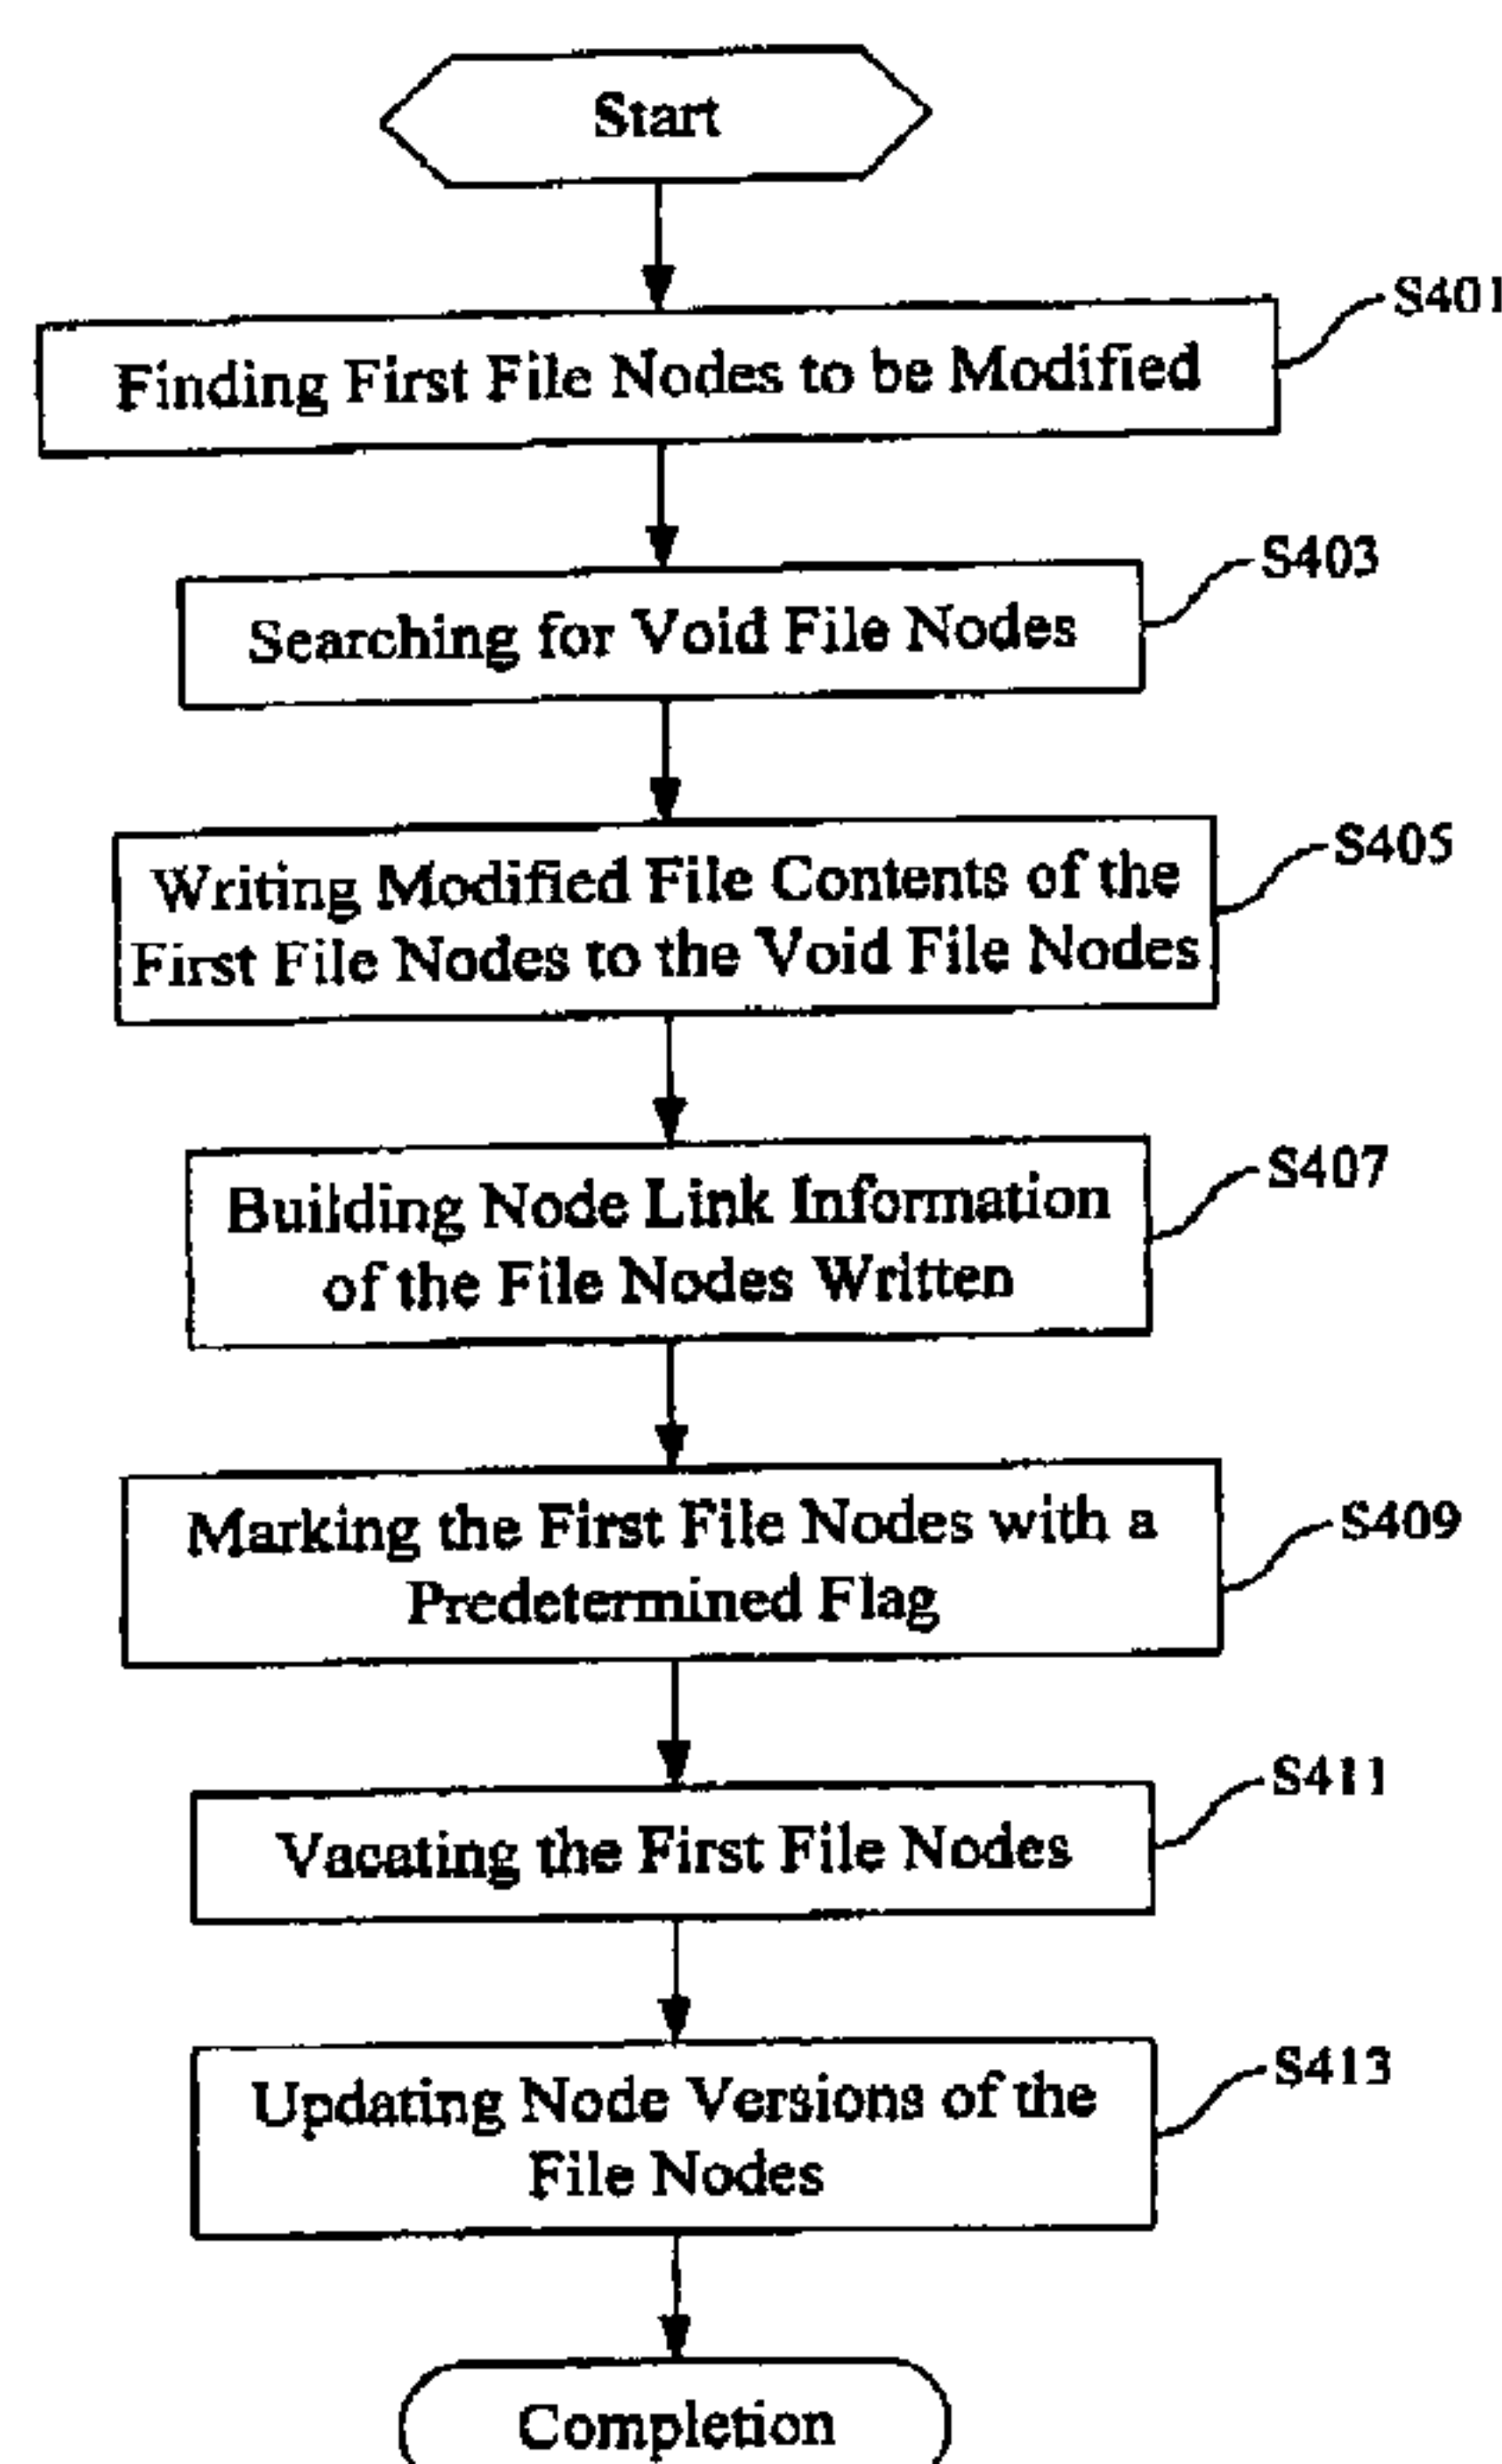 Start
S401
Finding First File Nodes to be Modified
S403
Searching for Void File Nodes
S405
Writing Modified File Contents of the
First File Nodes to the Void File Nodes
S407
Building Node Link Information
of the File Nodes Written
S409
Marking the First File Nodes with a
Predetermined Flag
S411
Vacating the First File Nodes
S413
Updating Node Versions of the
File Nodes
Completion